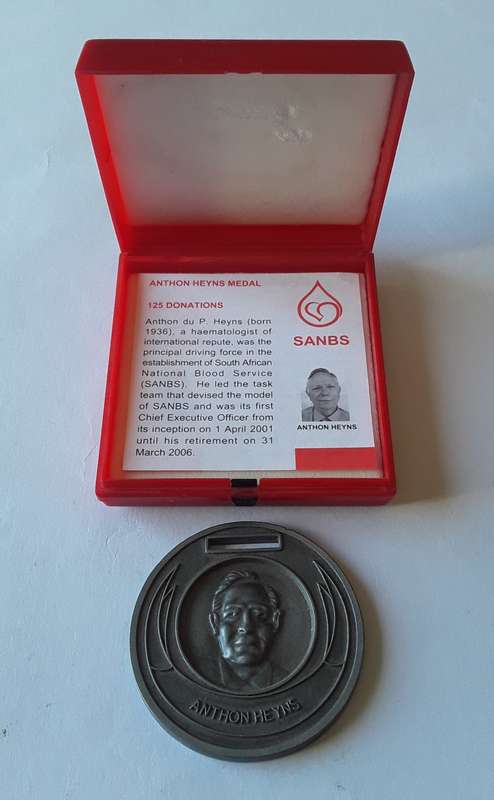 ANTHON HEYNS MEDAL
125 DONATIONS
Anthon du P. Heyns (born
1936), a haematologist of
international repute, was the
principal driving force in the
establishment of South African
National Blood Service
(SANBS). He led the task
team that devised the model
of SANBS and was its first
Chief Executive Officer from
its inception on 1 April 2001
until his retirement on 31
March 2006.
SANBS
ANTHON HEYNS
ANTHON HEYNS